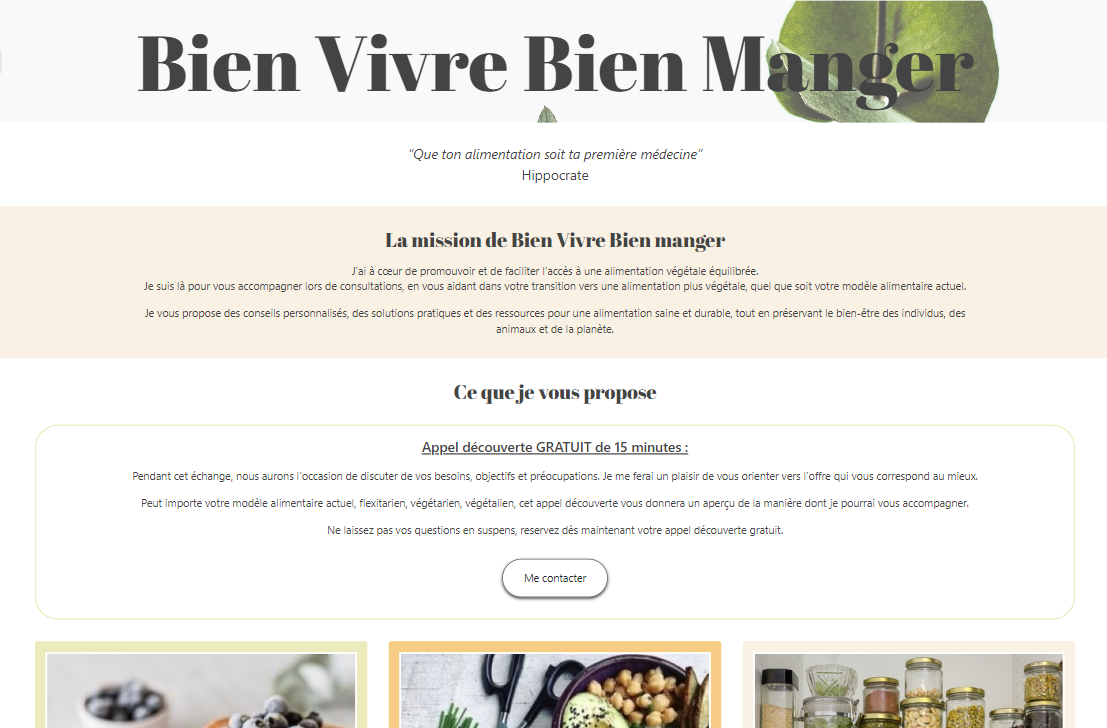 Bien Vivre Bien Manger
“Que ton alimentation soit ta première médecine”
Hippocrate
La mission de Bien Vivre Bien manger
J'ai à cœur de promouvoir et de faciliter l'accès à une alimentation végétale équilibrée.
Je suis là pour vous accompagner lors de consultations, en vous aidant dans votre transition vers une alimentation plus végétale, quel que soit votre modèle alimentaire actuel.
Je vous propose des conseils personnalisés, des solutions pratiques et des ressources pour une alimentation saine et durable, tout en préservant le bien-être des individus, des
animaux et de la planète.
Ce que je vous propose
Appel découverte GRATUIT de 15 minutes :
Pendant cet échange, nous aurons l'occasion de discuter de vos besoins, objectifs et préocupations. Je me ferai un plaisir de vous orienter vers l'offre qui vous correspond au mieux.
Peut importe votre modèle alimentaire actuel, flexitarien, végétarien, végétalien, cet appel découverte vous donnera un aperçu de la manière dont je pourrai vous accompagner.
Ne laissez pas vos questions en suspens, reservez dès maintenant votre appel découverte gratuit.
Me contacter